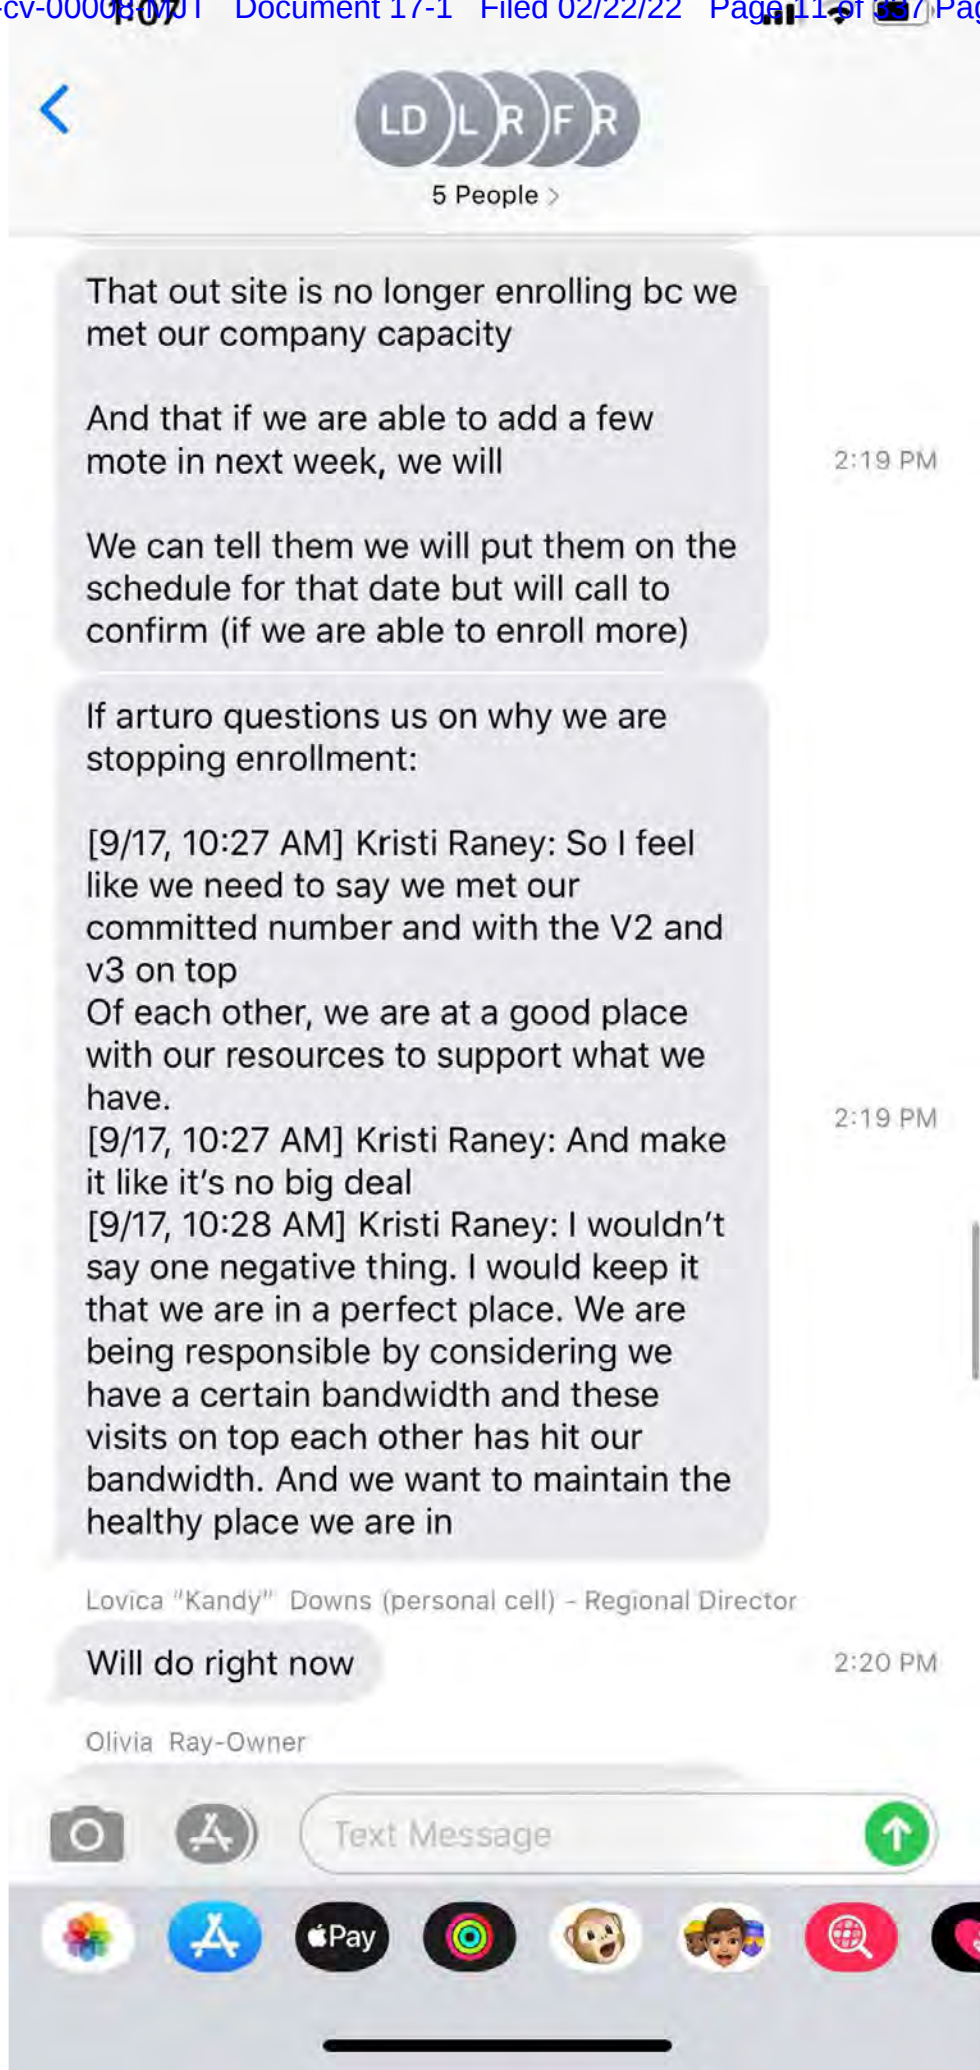 -cv-00008-MJT Document 17-1 Filed 02/22/22 Page 11 of 337 Pag
1:07
LD L R F R
5 People >
That out site is no longer enrolling bc we
met our company capacity
And that if we are able to add a few
mote in next week, we will
2:19 PM
We can tell them we will put them on the
schedule for that date but will call to
confirm (if we are able to enroll more)
If arturo questions us on why we are
stopping enrollment:
[9/17, 10:27 AM] Kristi Raney: So I feel
like we need to say we met our
committed number and with the V2 and
v3 on top
Of each other, we are at a good place
with our resources to support what we
have.
2:19 PM
[9/17, 10:27 AM] Kristi Raney: And make
it like it's no big deal
[9/17, 10:28 AM] Kristi Raney: I wouldn't
say one negative thing. I would keep it
that we are in a perfect place. We are
being responsible by considering we
have a certain bandwidth and these
visits on top each other has hit our
bandwidth. And we want to maintain the
healthy place we are in
Lovica "Kandy" Downs (personal cell) - Regional Director
Will do right now
2:20 PM
Olivia Ray-Owner
Text Message
Pay